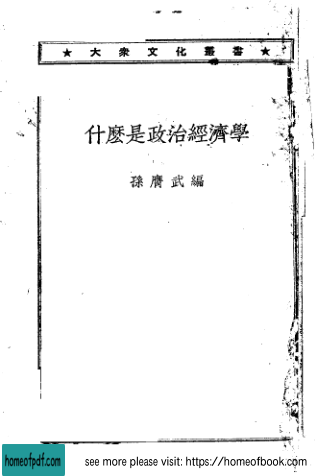 ★ 大衆文化叢書 ★
什麼是政治經濟學
孫膺武編
homeofpdf.com
see more please visit: https://homeofbook.com